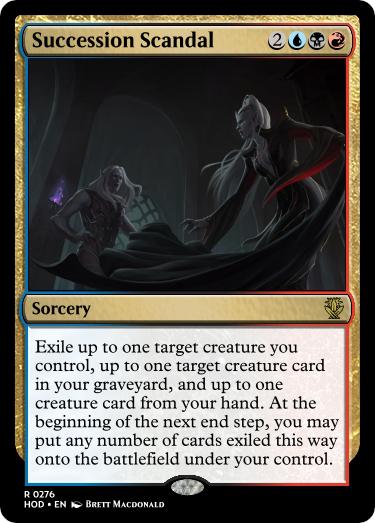 Succession Scandal 2
Sorcery
Exile up to one target creature you
control, up to one target creature card
in your graveyard, and up to one
creature card from your hand. At the
beginning of the next end step, you may
put any number of cards exiled this way
onto the battlefield under your control.
R 0276
HOD • EN Brett Macdonald